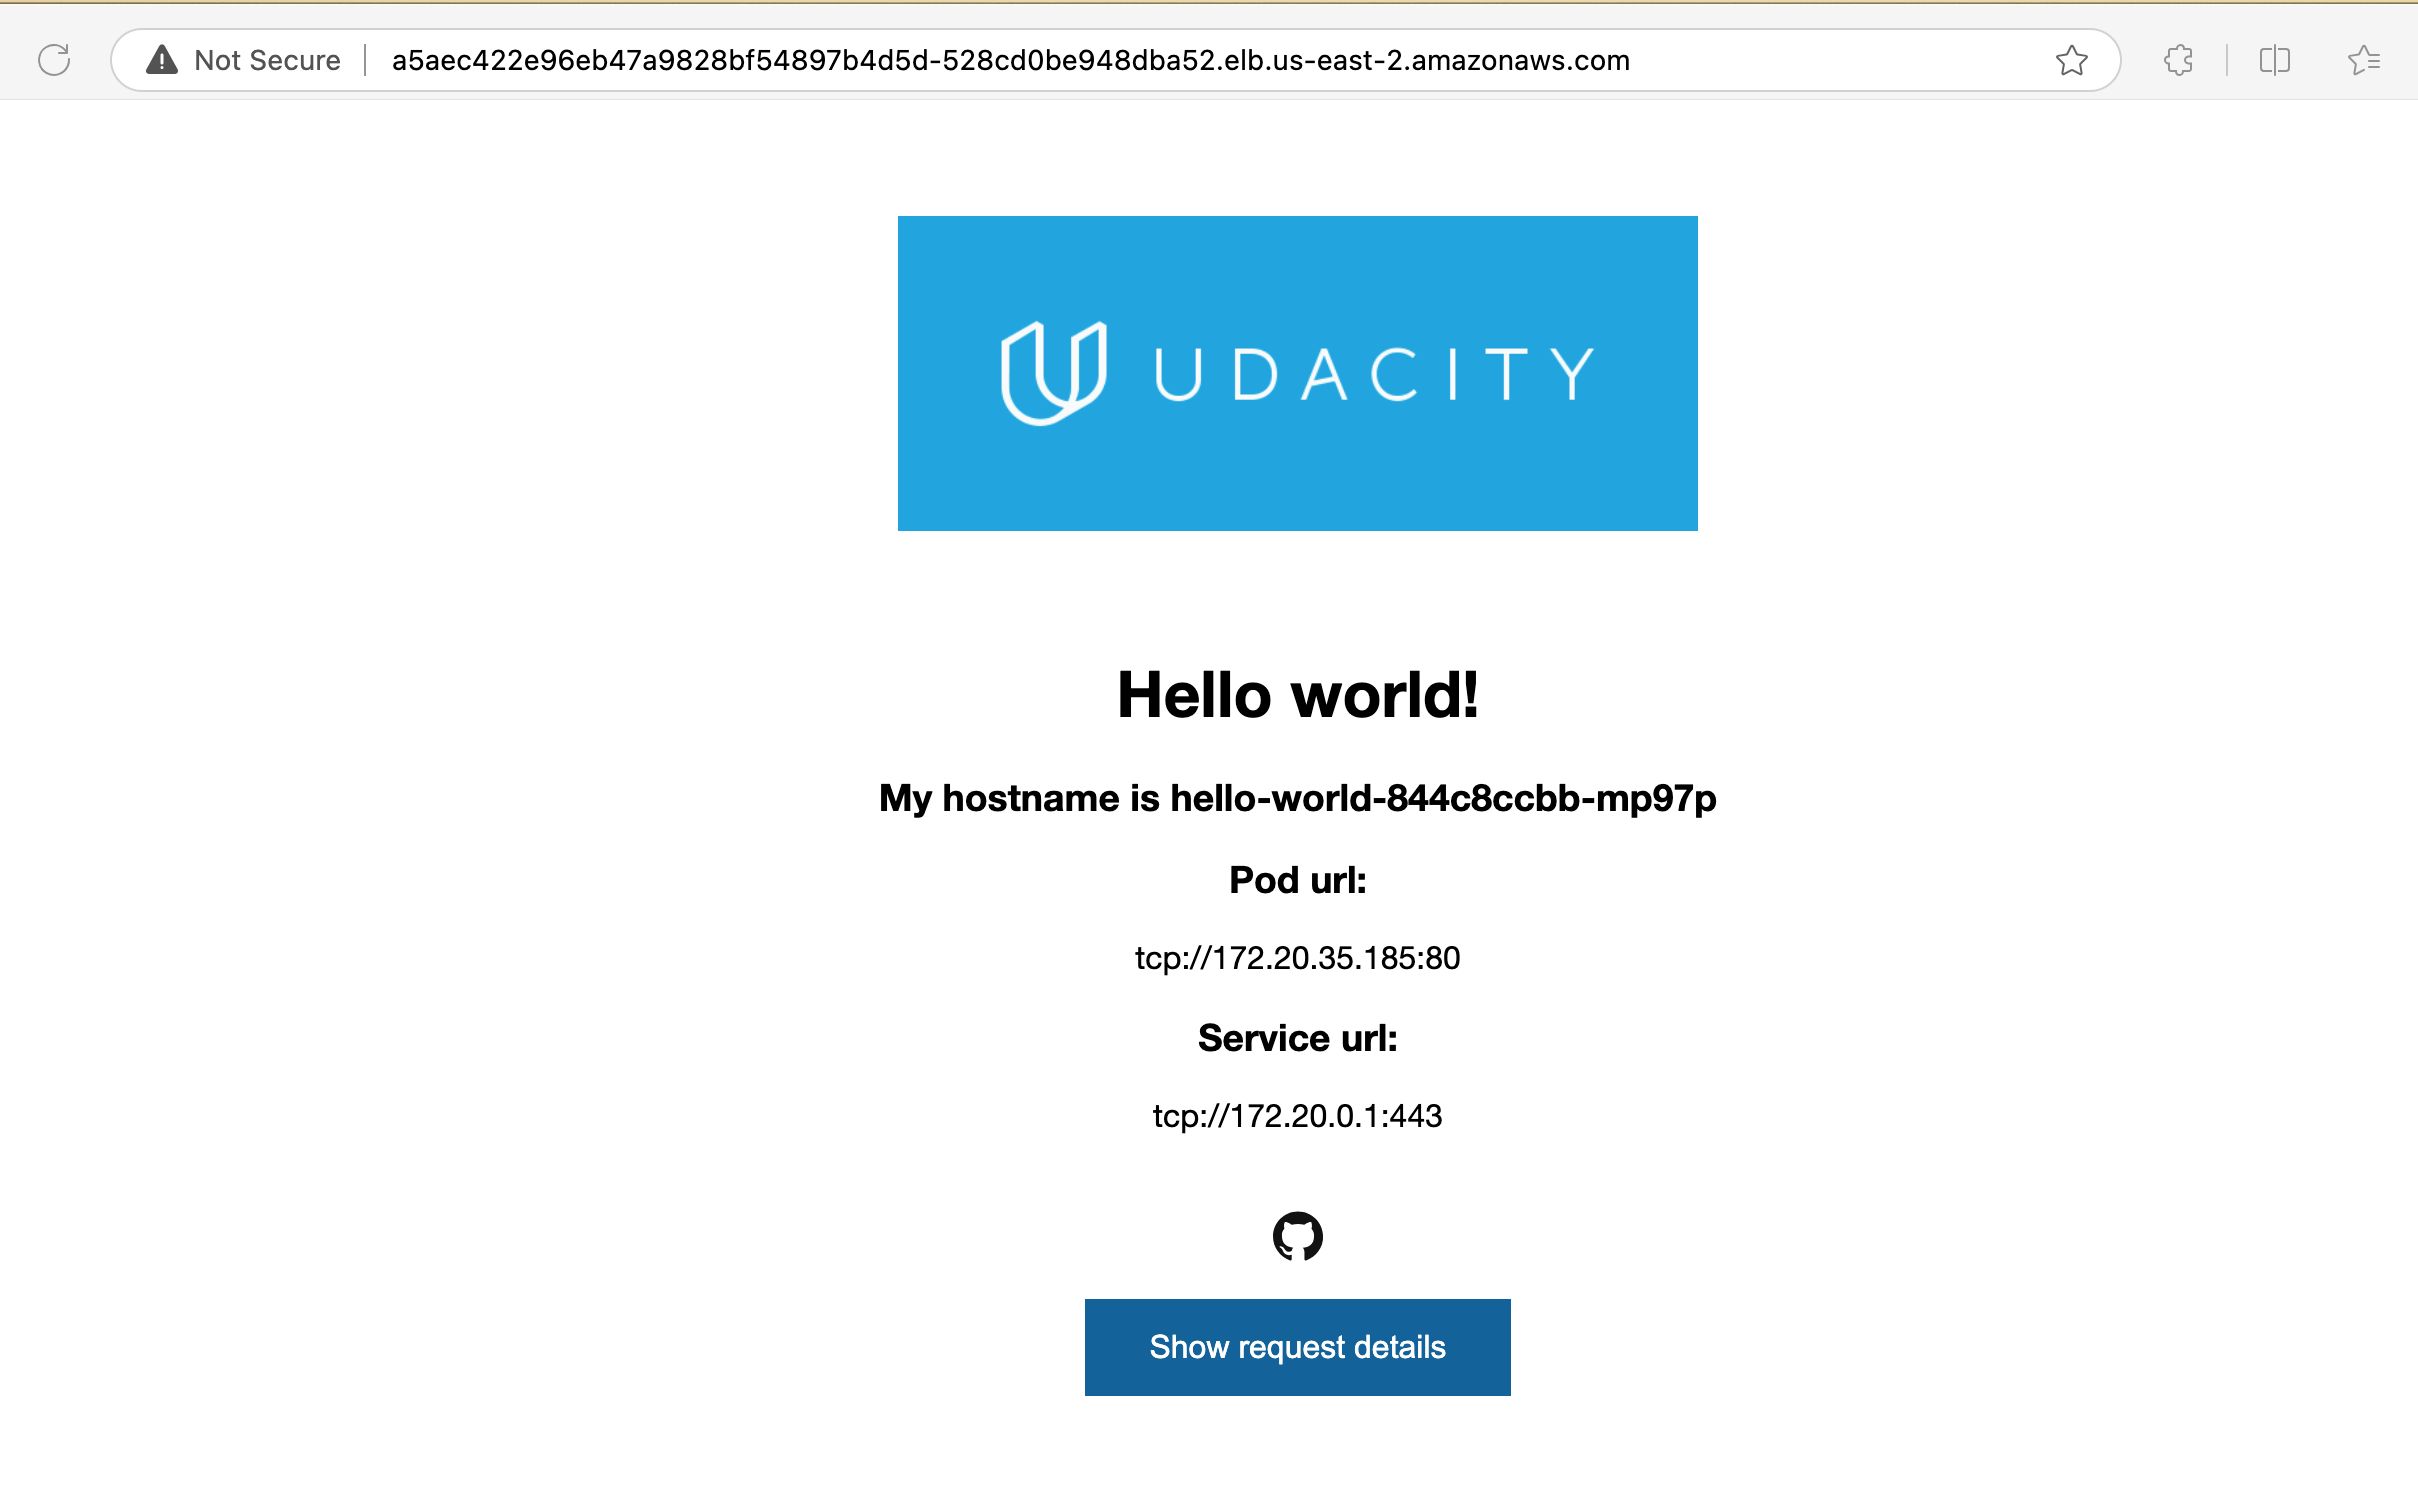 Not Secure
a5aec422e96eb47a9828bf54897b4d5d-528cd0be948dba52.elb.us-east-2.amazonaws.com
UDACITY
Hello world!
My hostname is hello-world-844c8ccbb-mp97p
Pod url:
tcp://172.20.35.185:80
Service url:
tcp://172.20.0.1:443
Show request details